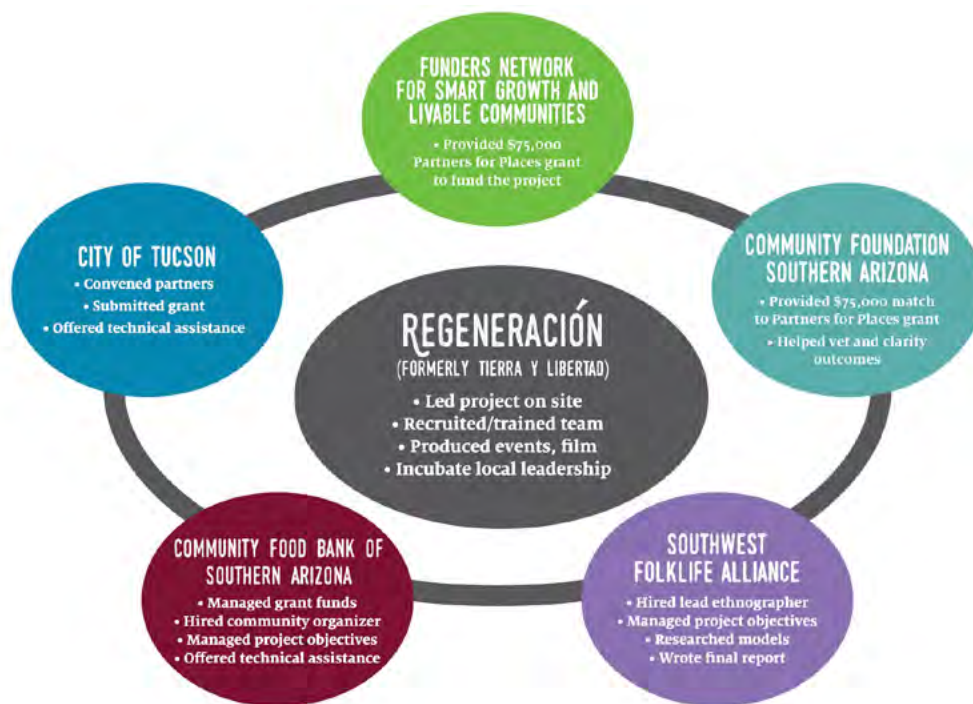 FUNDERS NETWORK
FOR SMART GROWTH AND
LIVABLE COMMUNITIES
• Provided $75,000
Partners for Places grant
to fund the project
CITY OF TUCSON
• Convened partners
• Submitted grant
• Offered technical assistance
COMMUNITY FOUNDATION
SOUTHERN ARIZONA
• Provided $75,000 match
to Partners for Places grant
• Helped vet and clarity
outcomes
REGENERACIÓN
(FORMERLY TIERRA Y LIBERTAD)
• Led project on site
• Recruited/trained team
• Produced events, film
• Incubate local leadership
COMMUNITY FOOD BANK OF
SOUTHERN ARIZONA
• Managed grant funds
• Hired community organizer
• Managed project objectives
• Offered technical assistance
SOUTHWEST
FOLKLIFE ALLIANCE
• Hired lead ethnographer
• Managed project objectives
• Researched models
• Wrote final report